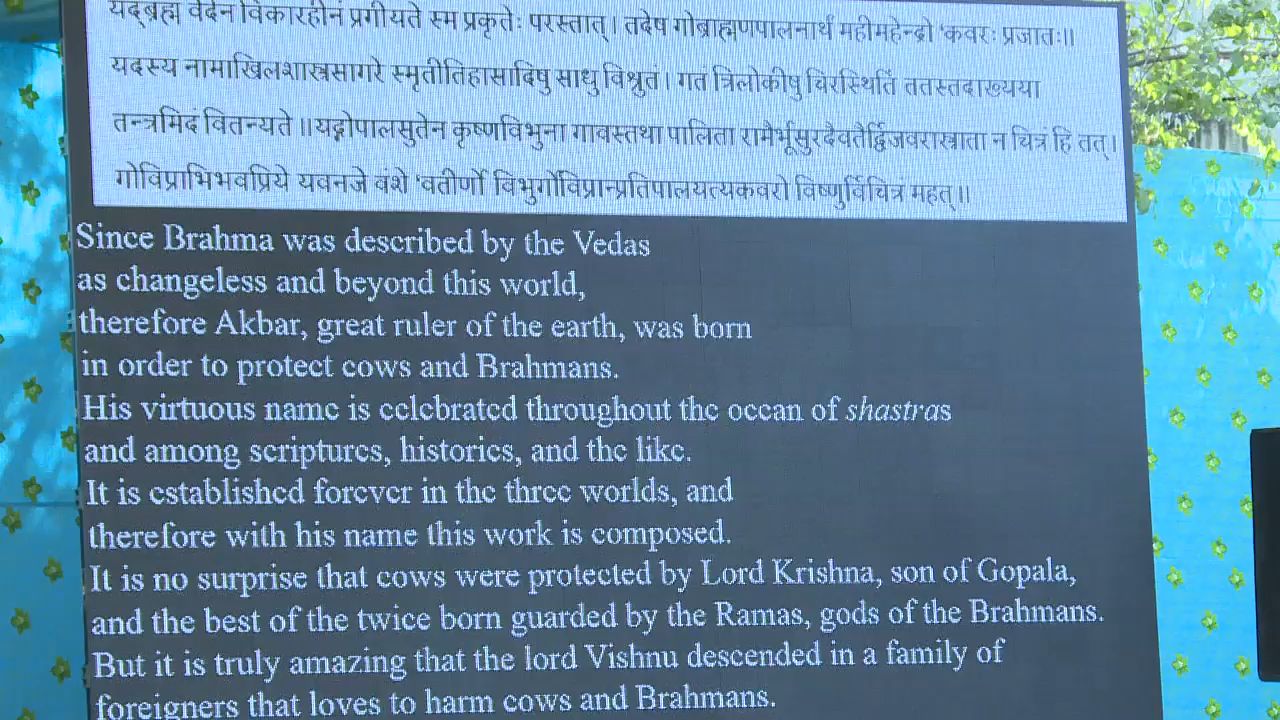 यद्ब्रह्म वेदेन विकारहीनं प्रगीयते स्म प्रकृतेः परस्तात्। तदेष गोब्राह्मणपालनार्थं महीमहेन्द्रो ‘कवरः प्रजातः॥
यदस्य नामाखिलशास्त्रसागरे स्मृतीतिहासादिषु साधु विश्रुतं। गतं त्रिलोकीषु चिरस्थितिं ततस्तदाख्यया
तन्त्रमिदं वितन्यते॥यद्गोपालसुतेन कृष्णविभुना गावस्तथा पालिता रामैर्भूसुरदैवतैर्द्विजवरास्त्राता न चित्रं हि तत्।
गोविप्राभिभवप्रिये यवनजे वंशे ‘वतीर्णो विभुर्गोविप्रान्प्रतिपालयत्यकवरो विष्णुर्विचित्रं महत्॥
Since Brahma was described by the Vedas
as changeless and beyond this world,
therefore Akbar, great ruler of the earth, was born
in order to protect cows and Brahmans.
His virtuous name is celebrated throughout the ocean of shastras
and among scriptures, histories, and the like.
It is established forever in the three worlds, and
therefore with his name this work is composed.
It is no surprise that cows were protected by Lord Krishna, son of Gopala,
and the best of the twice born guarded by the Ramas, gods of the Brahmans.
But it is truly amazing that the lord Vishnu descended in a family of
foreigners that loves to harm cows and Brahmans.